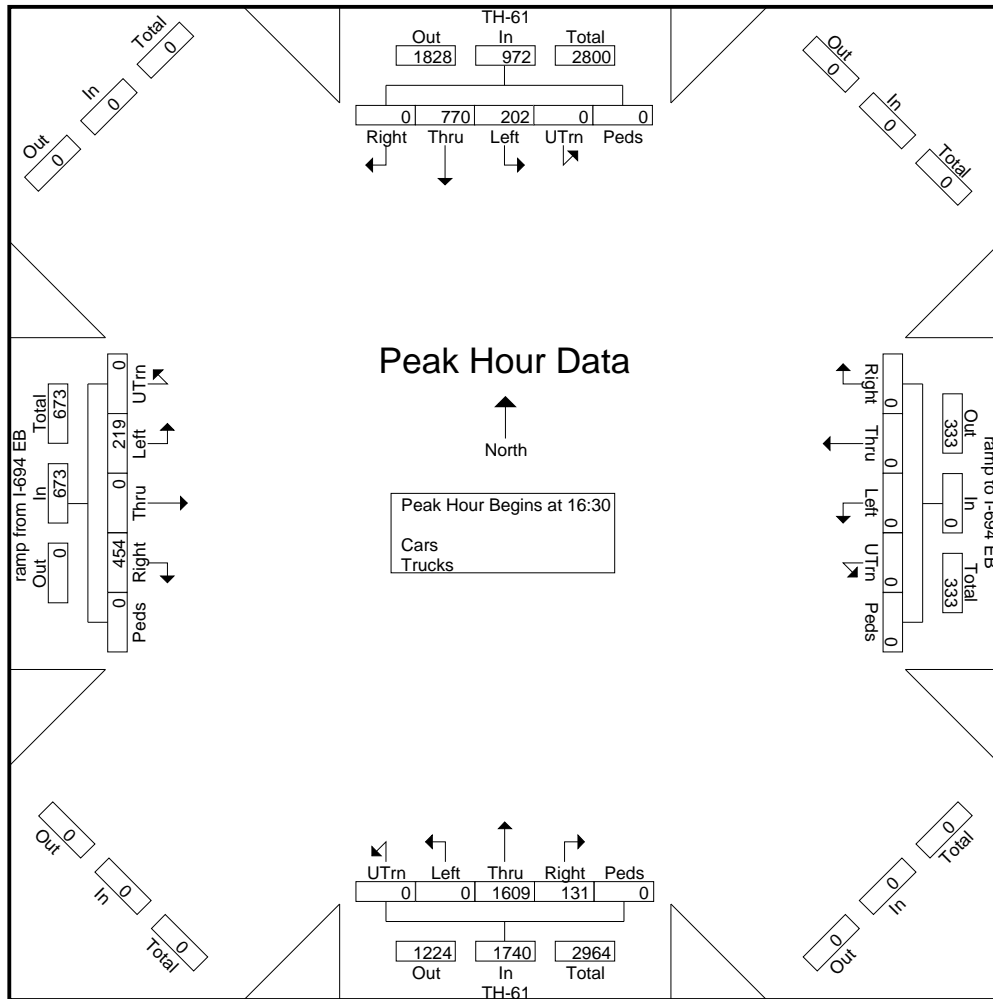 TH-61
Out In Total
1828 972 2800
0 770 202 0 0
Right Thru Left UTrn Peds
Total
0
In
0
Out
0
Out
0
In
0
Total
0
ramp from I-694 EB
Total In Out
673 673 0
0 219 0 454 0
UTrn Left Thru Right Peds
Peak Hour Data
North
Peak Hour Begins at 16:30
Cars
Trucks
Right Thru Left UTrn Peds
0 0 0 0 0
Out In Total
333 0 333
ramp to I-694 EB
Out
0
In
0
Total
0
UTrn Left Thru Right Peds
0 0 1609 131 0
1224 1740 2964
Out In Total
TH-61
Total
0
In
0
Out
0